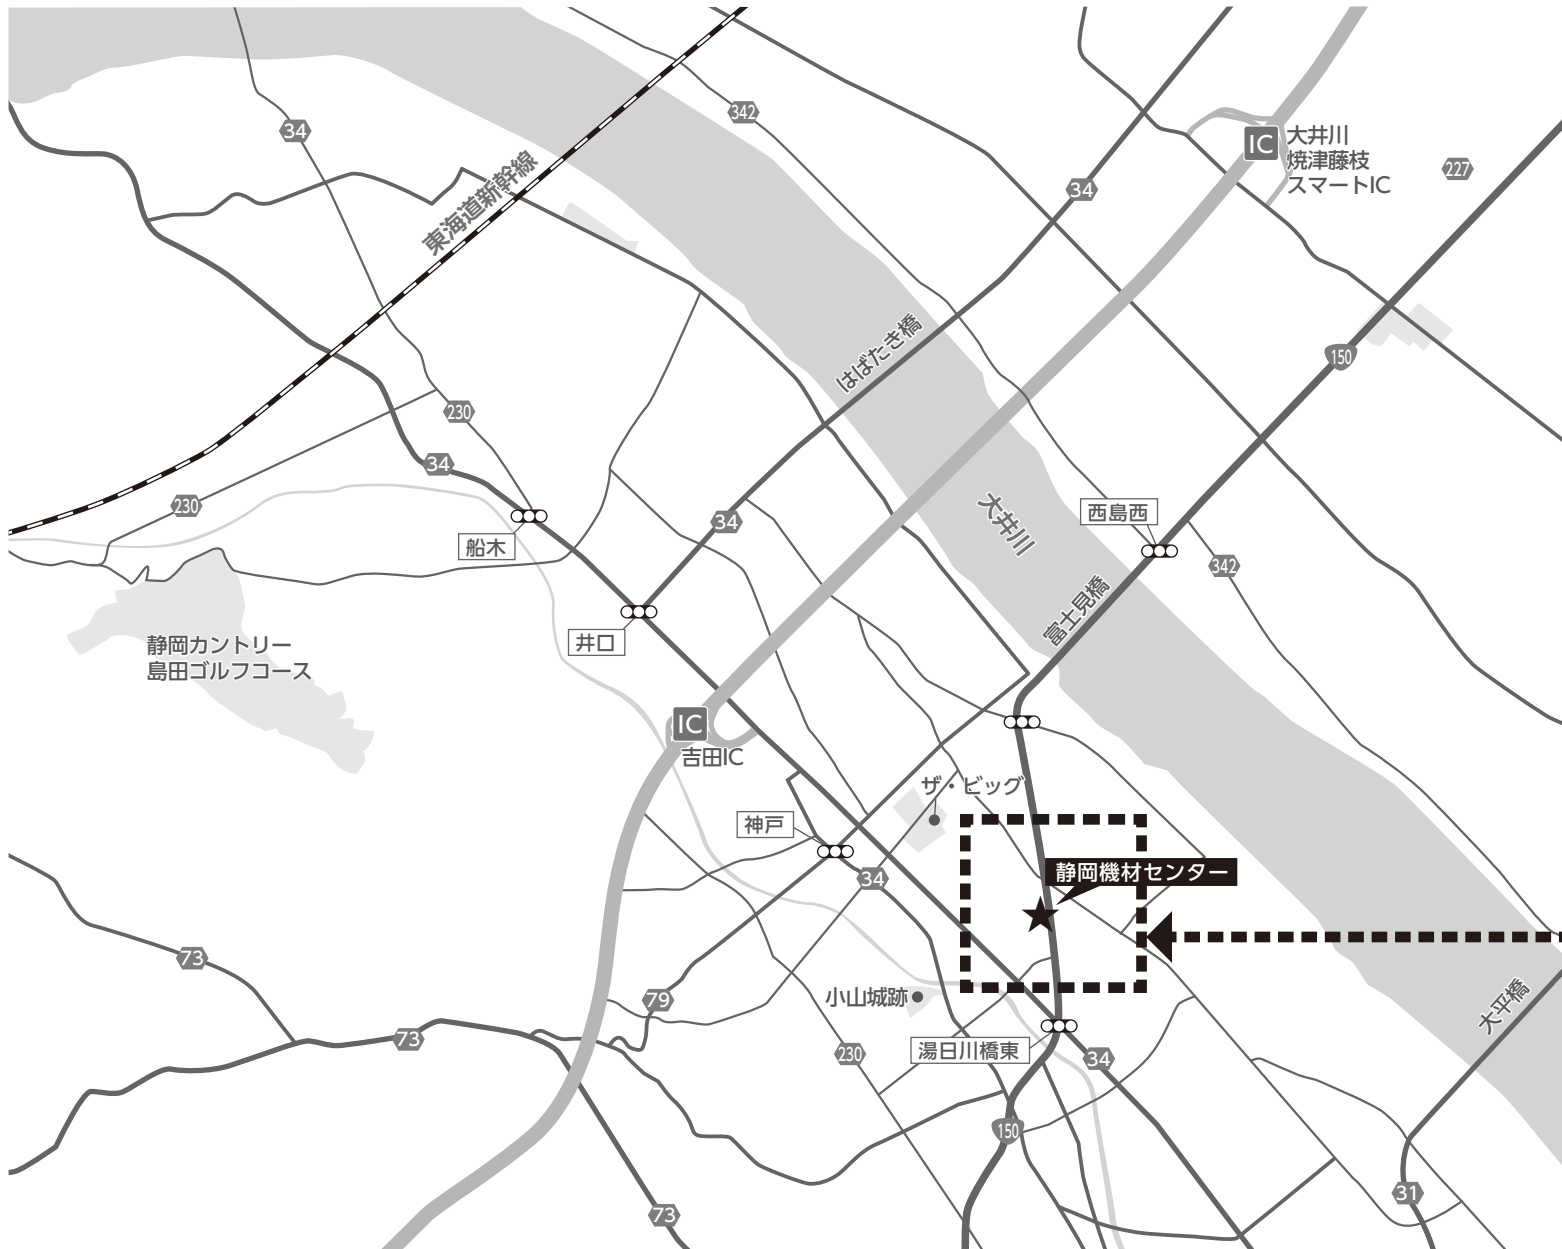 342
34
IC
大井川
焼津藤枝
スマートIC
227
東海道新幹線
34
はばたき橋
150
230
34
230
34
大井川
西島西
船木
342
富士見橋
井口
静岡カントリー
島田ゴルフコース
IC
吉田IC
ザ・ビッグ
神戸
34
静岡機材センター
73
79
小山城跡
大平橋
73
230
湯日川橋東
34
150
31
73